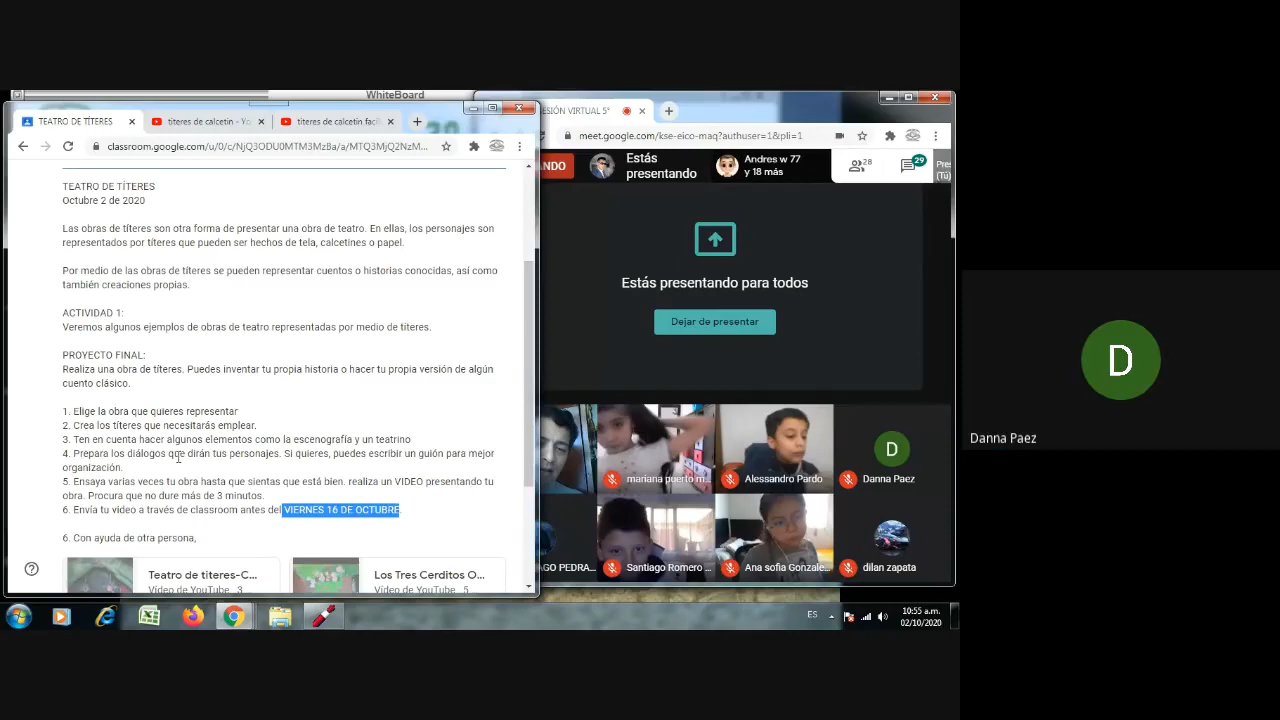 WhiteBoard
TEATRO DE TÍTERES
titeres de calcetin - Yo
titeres de calcetin facil
classroom.google.com/u/0/c/NjQ3ODU0MTM3MzBa/a/MTQ3MjQ2NzM...
TEATRO DE TÍTERES
Octubre 2 de 2020
Las obras de títeres son otra forma de presentar una obra de teatro. En ellas, los personajes son
representados por títeres que pueden ser hechos de tela, calcetines o papel.
Por medio de las obras de títeres se pueden representar cuentos o historias conocidas, así como
también creaciones propias.
ACTIVIDAD 1:
Veremos algunos ejemplos de obras de teatro representadas por medio de títeres.
PROYECTO FINAL:
Realiza una obra de títeres. Puedes inventar tu propia historia o hacer tu propia versión de algún
cuento clásico.
1. Elige la obra que quieres representar
2. Crea los títeres que necesitarás emplear.
3. Ten en cuenta hacer algunos elementos como la escenografía y un teatrino
4. Prepara los diálogos que dirán tus personajes. Si quieres, puedes escribir un guión para mejor
organización.
5. Ensaya varias veces tu obra hasta que sientas que está bien. realiza un VIDEO presentando tu
obra. Procura que no dure más de 3 minutos.
6. Envía tu video a través de classroom antes del VIERNES 16 DE OCTUBRE.
6. Con ayuda de otra persona,
Teatro de titeres-C...
Video de YouTube 3
Los Tres Cerditos O...
Video de YouTube 5
ESIÓN VIRTUAL 5°
meet.google.com/kse-eico-maq?authuser=1&pli=1
ANDO
Estás
presentando
Andres w 77
y 18 más
28
29
Pres
(Tú)
Estás presentando para todos
Dejar de presentar
mariana puerto m...
Alessandro Pardo
D
Danna Paez
GO PEDRA...
Santiago Romero ...
Ana sofia Gonzale...
dilan zapata
ES
10:55 a.m.
02/10/2020
D
Danna Paez